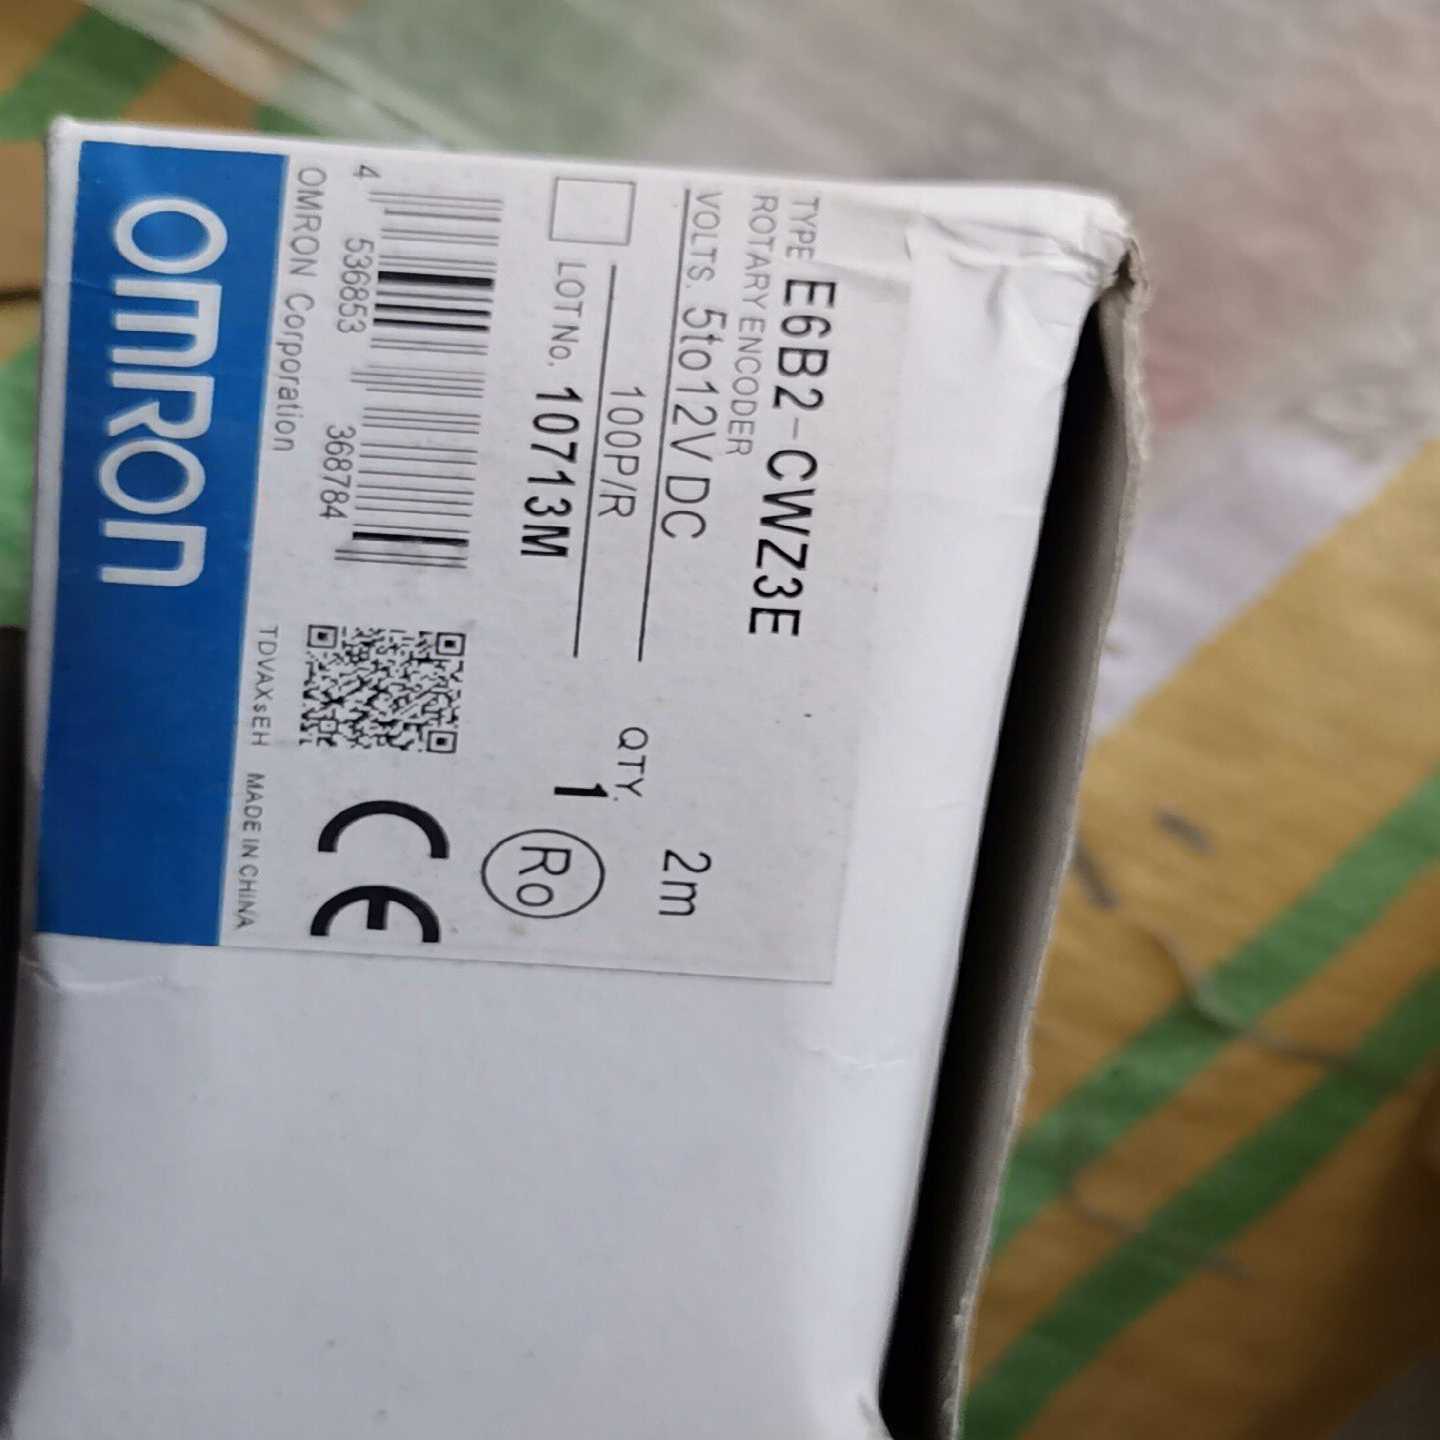 TYPE E6B2-CWZ3E
ROTARY ENCODER
VOLTS. 5to12V DC 2m
100P/R
QTY. 1
LOT No. 10713M
Ro
4 536853 368784
CE
OMRON Corporation
TDVAXsEH MADE IN CHINA
OMRON